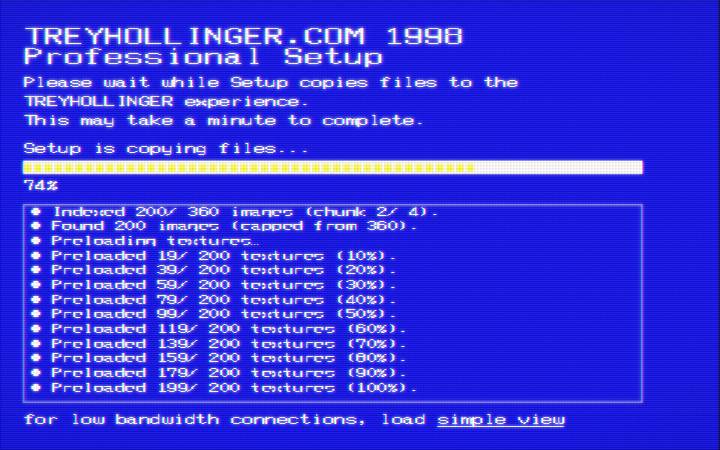 TREYHOLLINGER.COM 1998
Professional Setup
Please wait while Setup copies files to the
TREYHOLLINGER experience.
This may take a minute to complete.
Setup is copying files...
74%
● Indexed 200/ 360 images (chunk 2/ 4).
● Found 200 images (capped from 360).
● Preloading textures…
● Preloaded 19/ 200 textures (10%).
● Preloaded 39/ 200 textures (20%).
● Preloaded 59/ 200 textures (30%).
● Preloaded 79/ 200 textures (40%).
● Preloaded 99/ 200 textures (50%).
● Preloaded 119/ 200 textures (60%).
● Preloaded 139/ 200 textures (70%).
● Preloaded 159/ 200 textures (80%).
● Preloaded 179/ 200 textures (90%).
● Preloaded 199/ 200 textures (100%).
for low bandwidth connections, load simple view